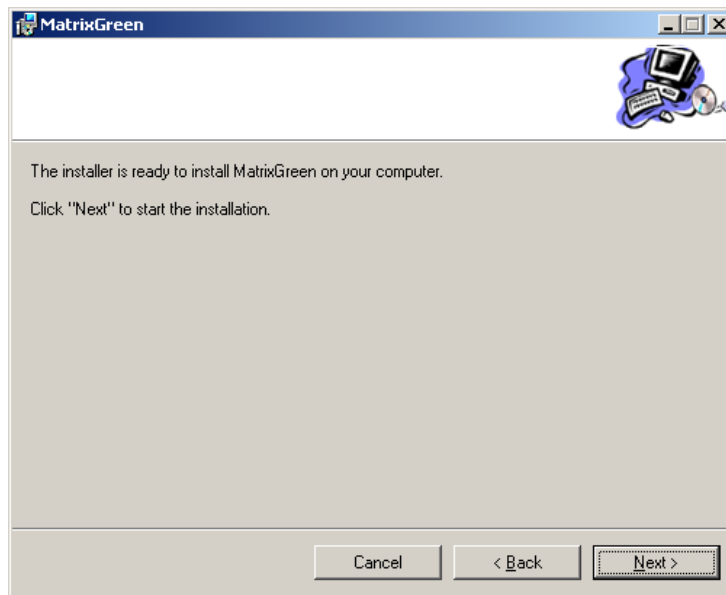 MatrixGreen
The installer is ready to install MatrixGreen on your computer.
Click "Next" to start the installation.
Cancel
< Back
Next >